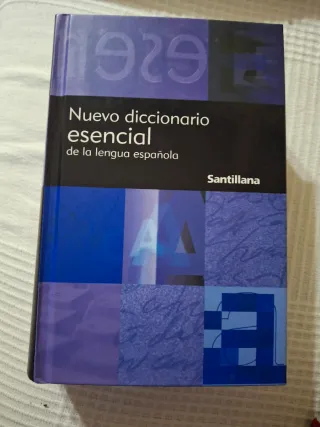 Nuevo diccionario
esencial
de la lengua española
Santillana